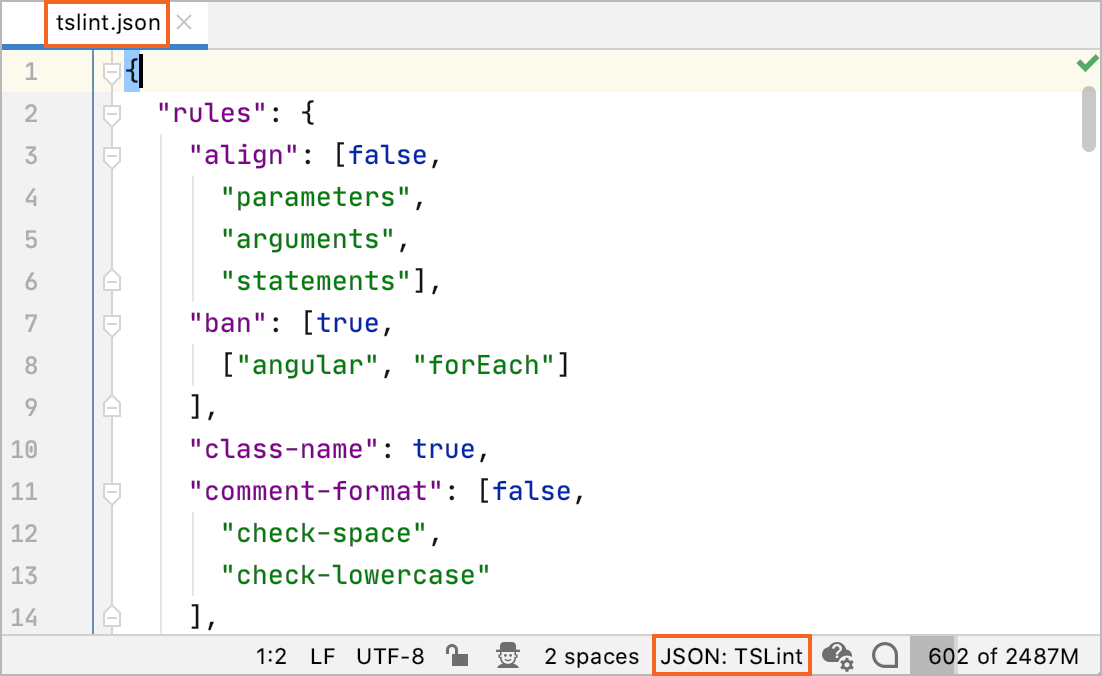 tslint.json
1 {
2 "rules": {
3 "align": [false,
4 "parameters",
5 "arguments",
6 "statements"],
7 "ban": [true,
8 ["angular", "forEach"]
9 ],
10 "class-name": true,
11 "comment-format": [false,
12 "check-space",
13 "check-lowercase"
14 ],
1:2 LF UTF-8 2 spaces JSON: TSLint 602 of 2487M